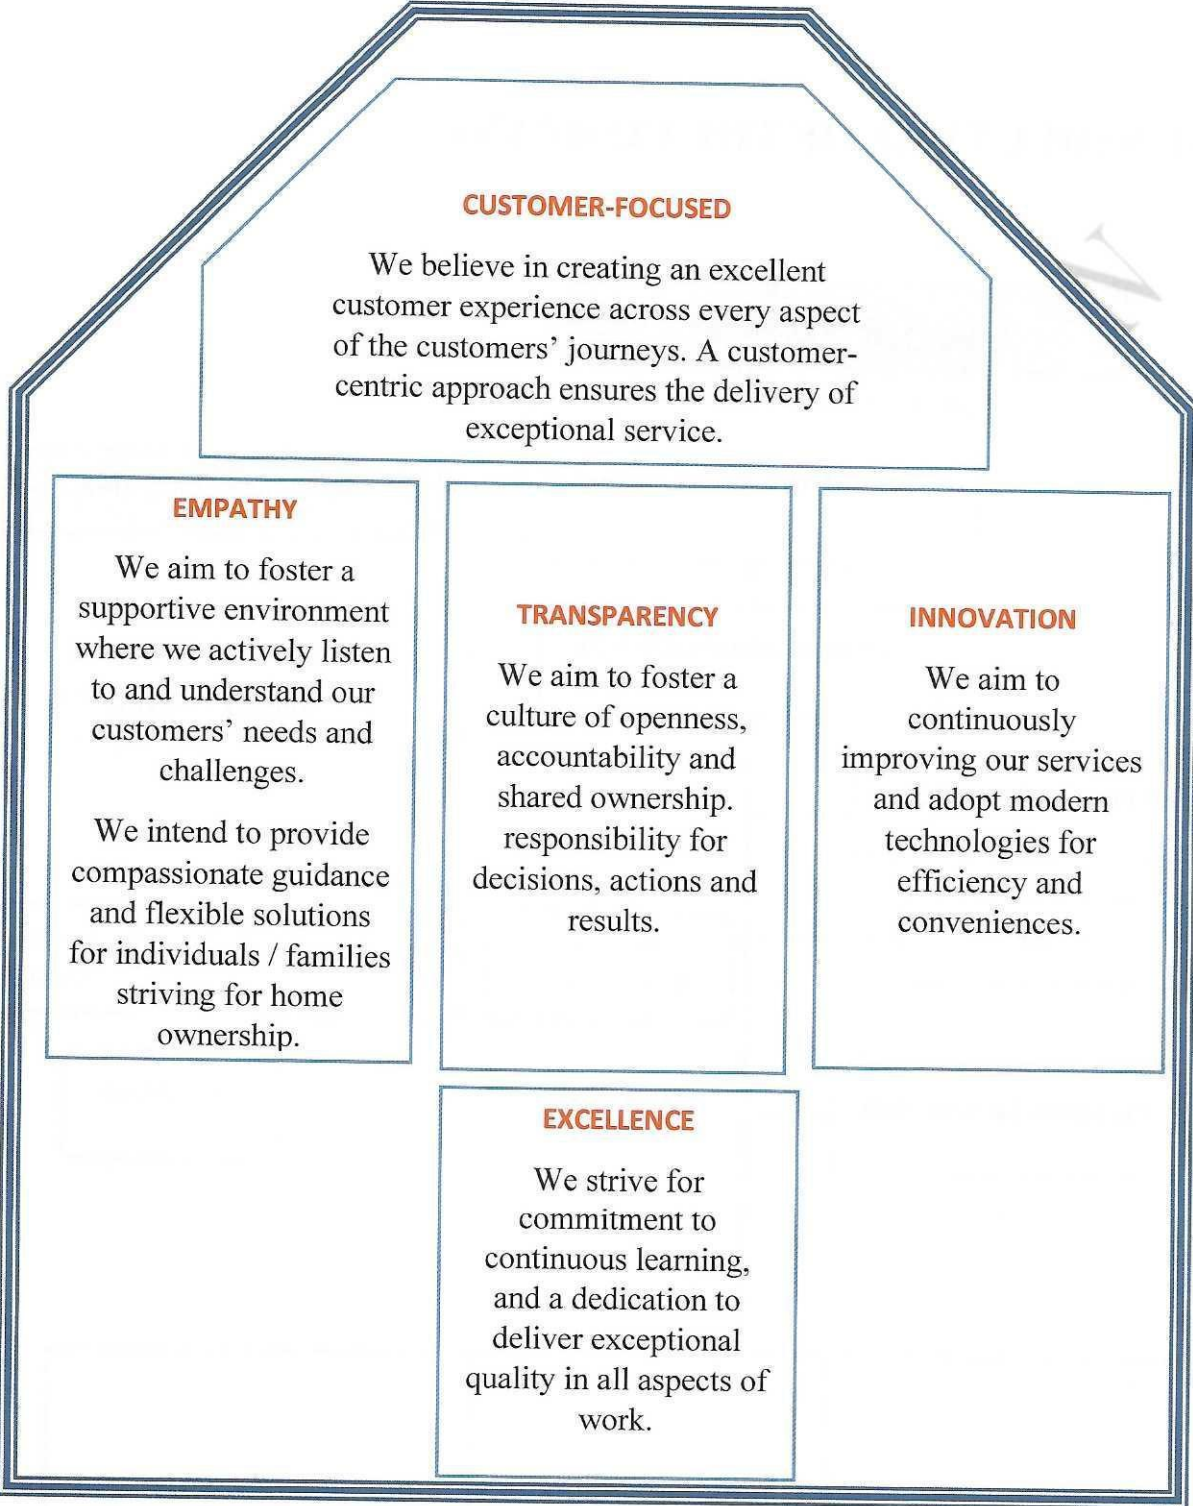 CUSTOMER-FOCUSED
We believe in creating an excellent
customer experience across every aspect
of the customers' journeys. A customer-
centric approach ensures the delivery of
exceptional service.
EMPATHY
We aim to foster a
supportive environment
where we actively listen
to and understand our
customers' needs and
challenges.
We intend to provide
compassionate guidance
and flexible solutions
for individuals / families
striving for home
ownership.
TRANSPARENCY
We aim to foster a
culture of openness,
accountability and
shared ownership.
responsibility for
decisions, actions and
results.
INNOVATION
We aim to
continuously
improving our services
and adopt modern
technologies for
efficiency and
conveniences.
EXCELLENCE
We strive for
commitment to
continuous learning,
and a dedication to
deliver exceptional
quality in all aspects of
work.